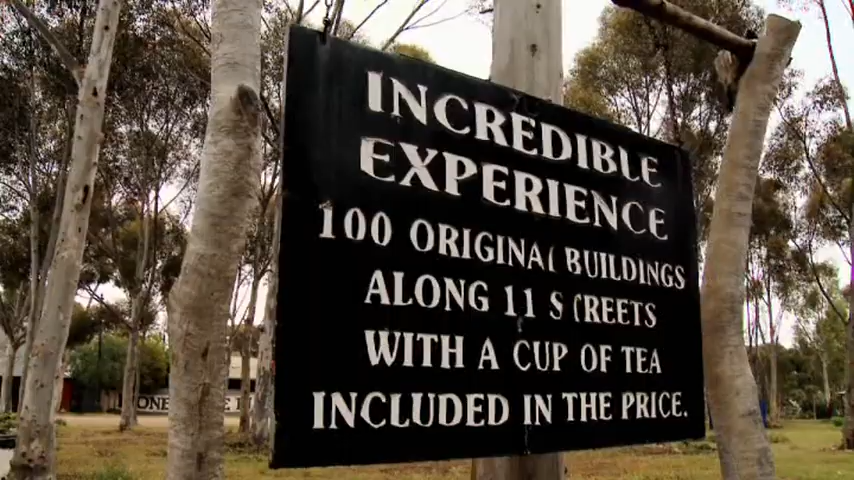 INCREDIBLE
EXPERIENCE
100 ORIGINAL BUILDINGS
ALONG 11 STREETS
WITH A CUP OF TEA
INCLUDED IN THE PRICE.